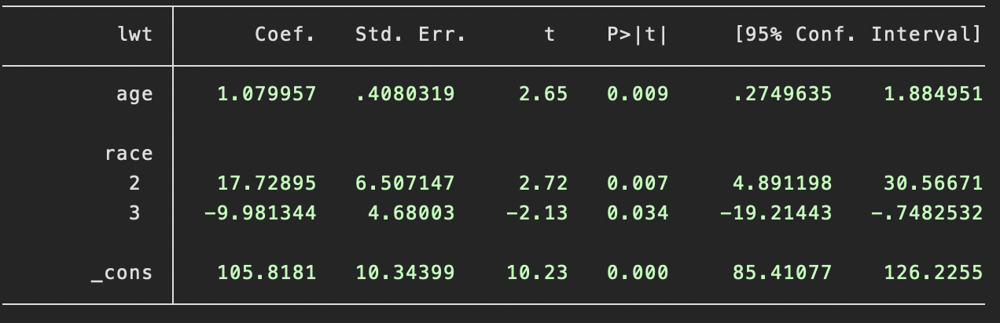 lwt Coef. Std. Err. t P>|t| [95% Conf. Interval]
age 1.079957 .4080319 2.65 0.009 .2749635 1.884951
race
2 17.72895 6.507147 2.72 0.007 4.891198 30.56671
3 -9.981344 4.68003 -2.13 0.034 -19.21443 -.7482532
_cons 105.8181 10.34399 10.23 0.000 85.41077 126.2255